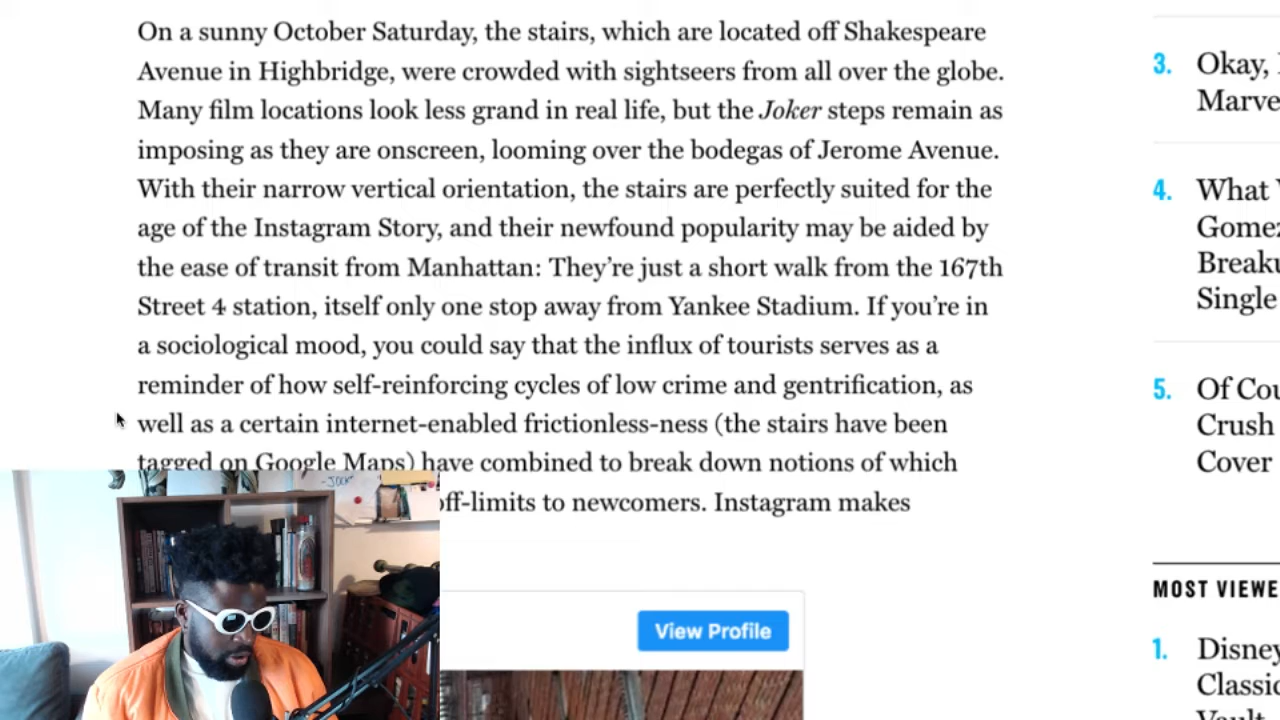 On a sunny October Saturday, the stairs, which are located off Shakespeare
Avenue in Highbridge, were crowded with sightseers from all over the globe.
Many film locations look less grand in real life, but the Joker steps remain as
imposing as they are onscreen, looming over the bodegas of Jerome Avenue.
With their narrow vertical orientation, the stairs are perfectly suited for the
age of the Instagram Story, and their newfound popularity may be aided by
the ease of transit from Manhattan: They’re just a short walk from the 167th
Street 4 station, itself only one stop away from Yankee Stadium. If you’re in
a sociological mood, you could say that the influx of tourists serves as a
reminder of how self-reinforcing cycles of low crime and gentrification, as
well as a certain internet-enabled frictionless-ness (the stairs have been
tagged on Google Maps) have combined to break down notions of which
off-limits to newcomers. Instagram makes
View Profile
3. Okay,
Marve
4. What
Gomez
Breaku
Single
5. Of Cou
Crush
Cover
MOST VIEWE
1. Disney
Classic
Vault